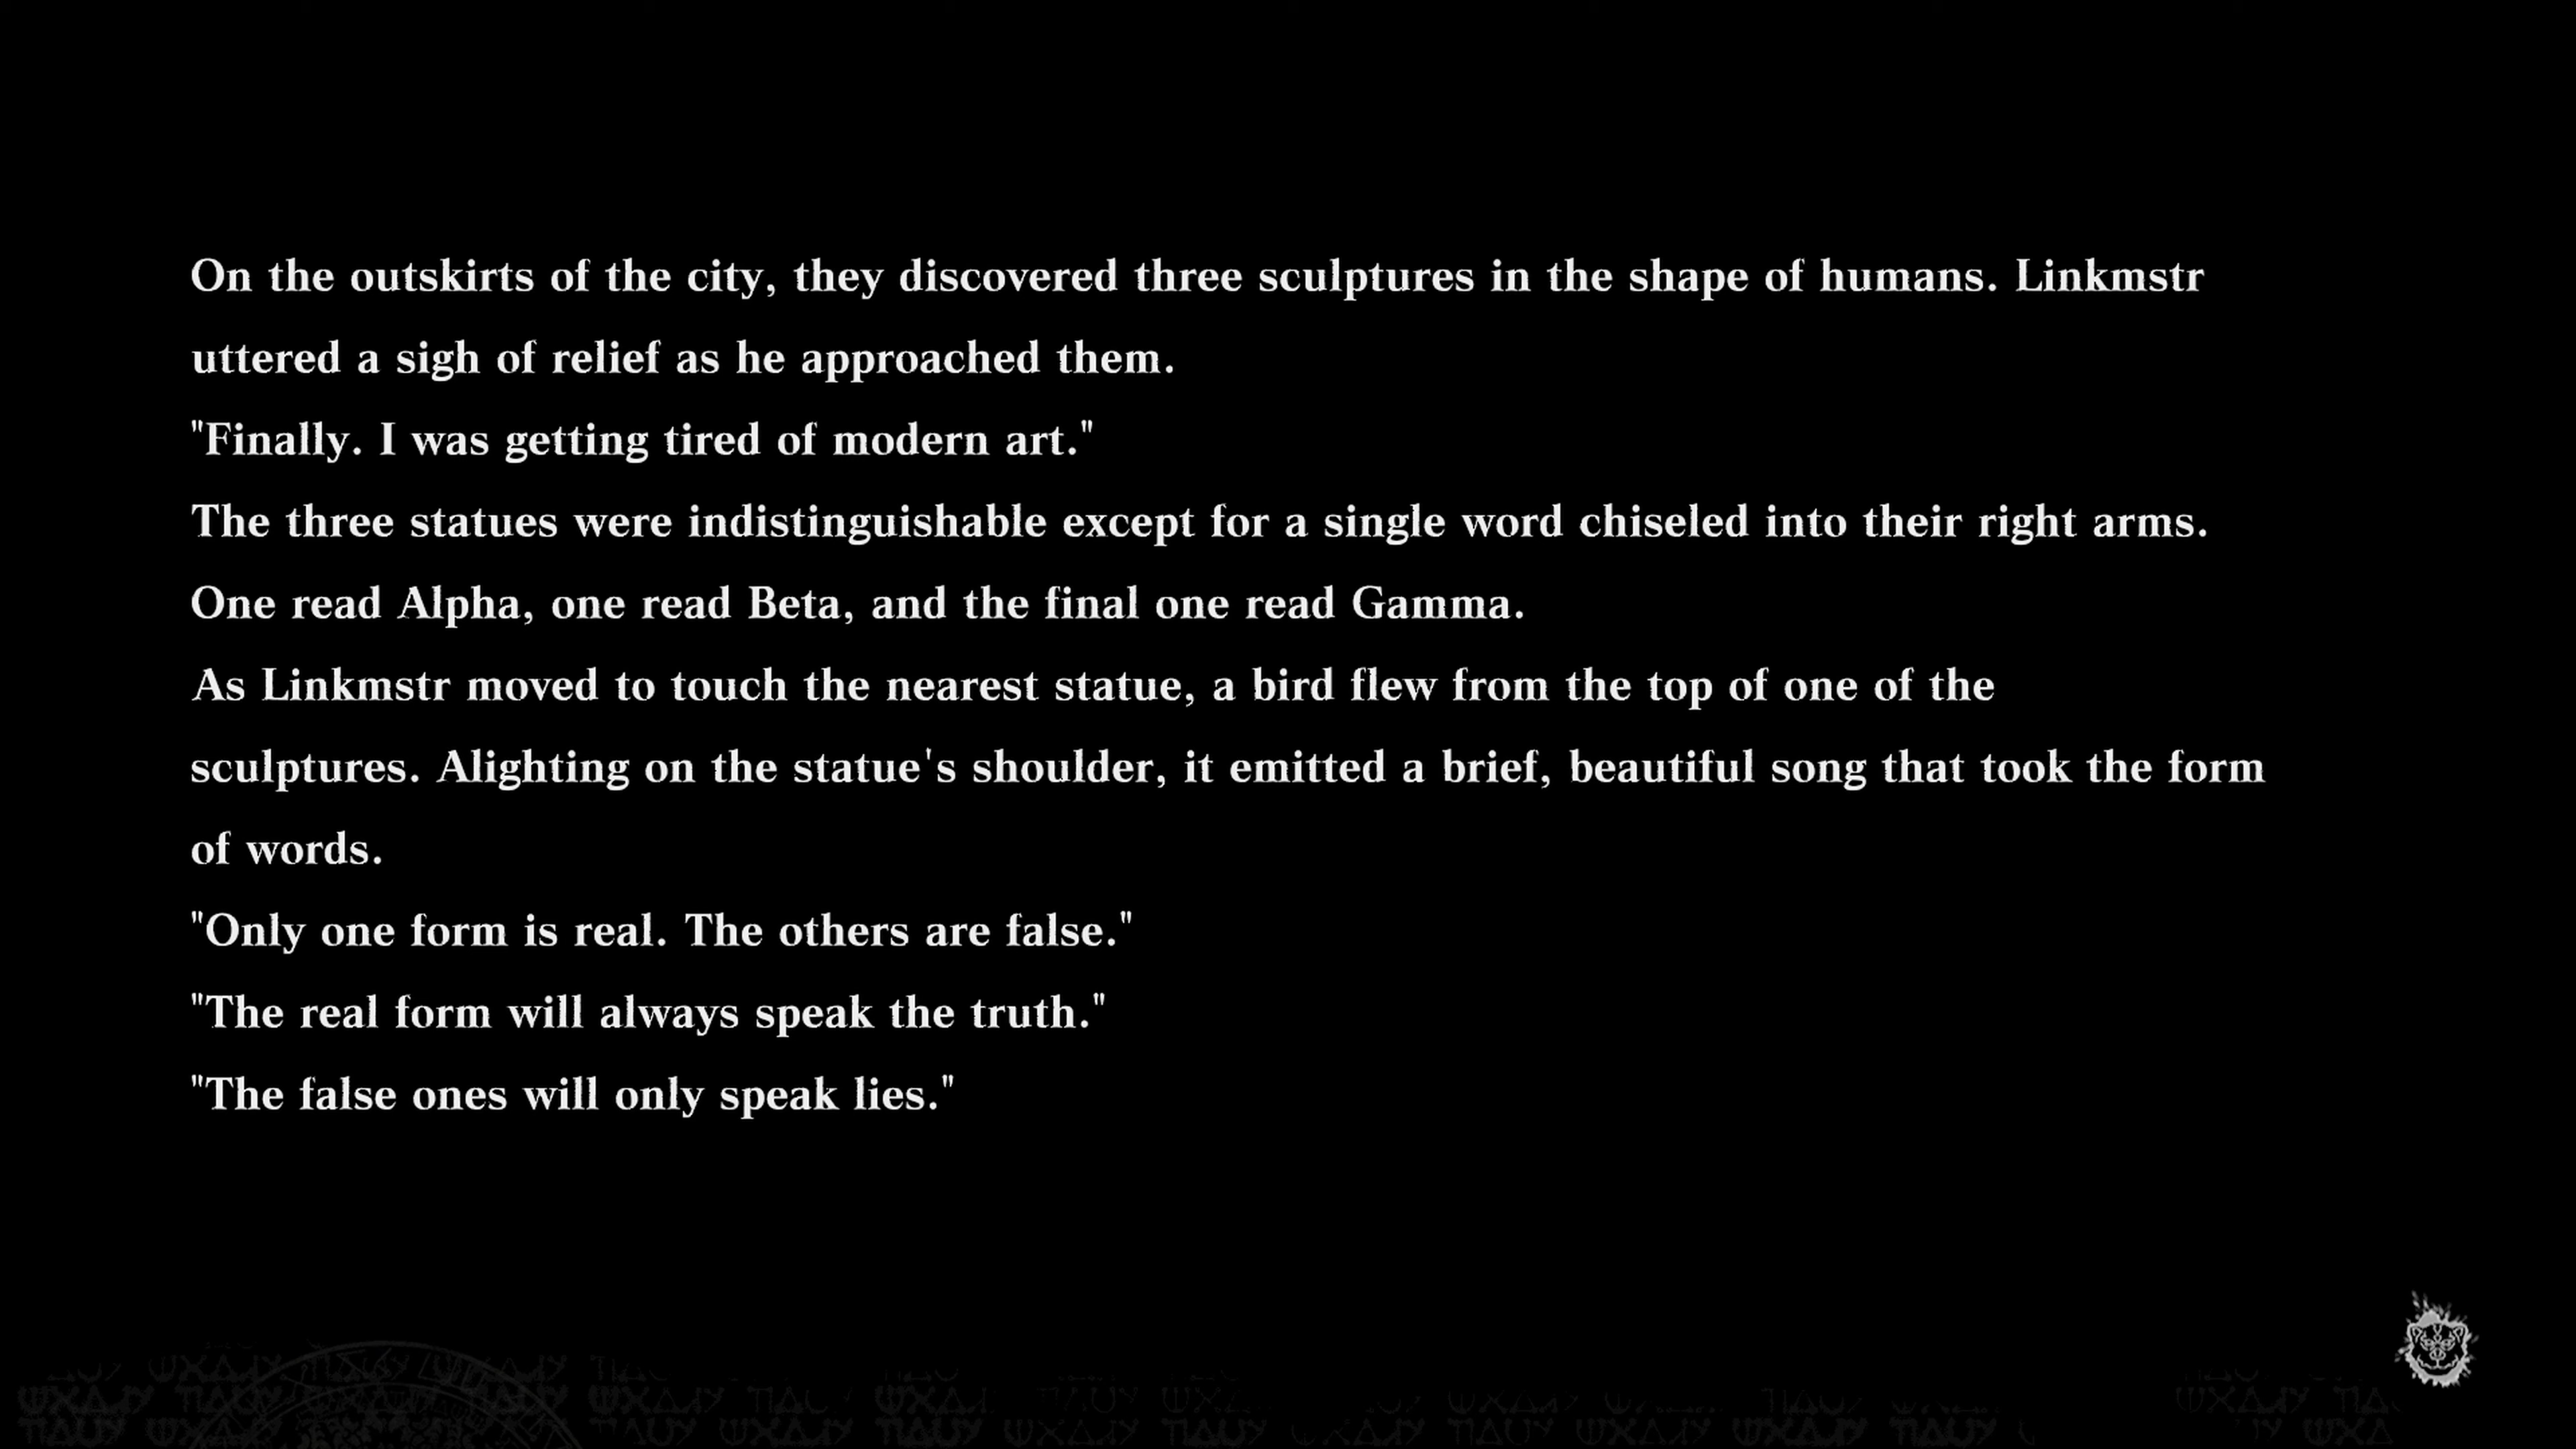 On the outskirts of the city, they discovered three sculptures in the shape of humans. Linkmstr
uttered a sigh of relief as he approached them.
"Finally. I was getting tired of modern art."
The three statues were indistinguishable except for a single word chiseled into their right arms.
One read Alpha, one read Beta, and the final one read Gamma.
As Linkmstr moved to touch the nearest statue, a bird flew from the top of one of the
sculptures. Alighting on the statue's shoulder, it emitted a brief, beautiful song that took the form
of words.
"Only one form is real. The others are false."
"The real form will always speak the truth."
"The false ones will only speak lies."